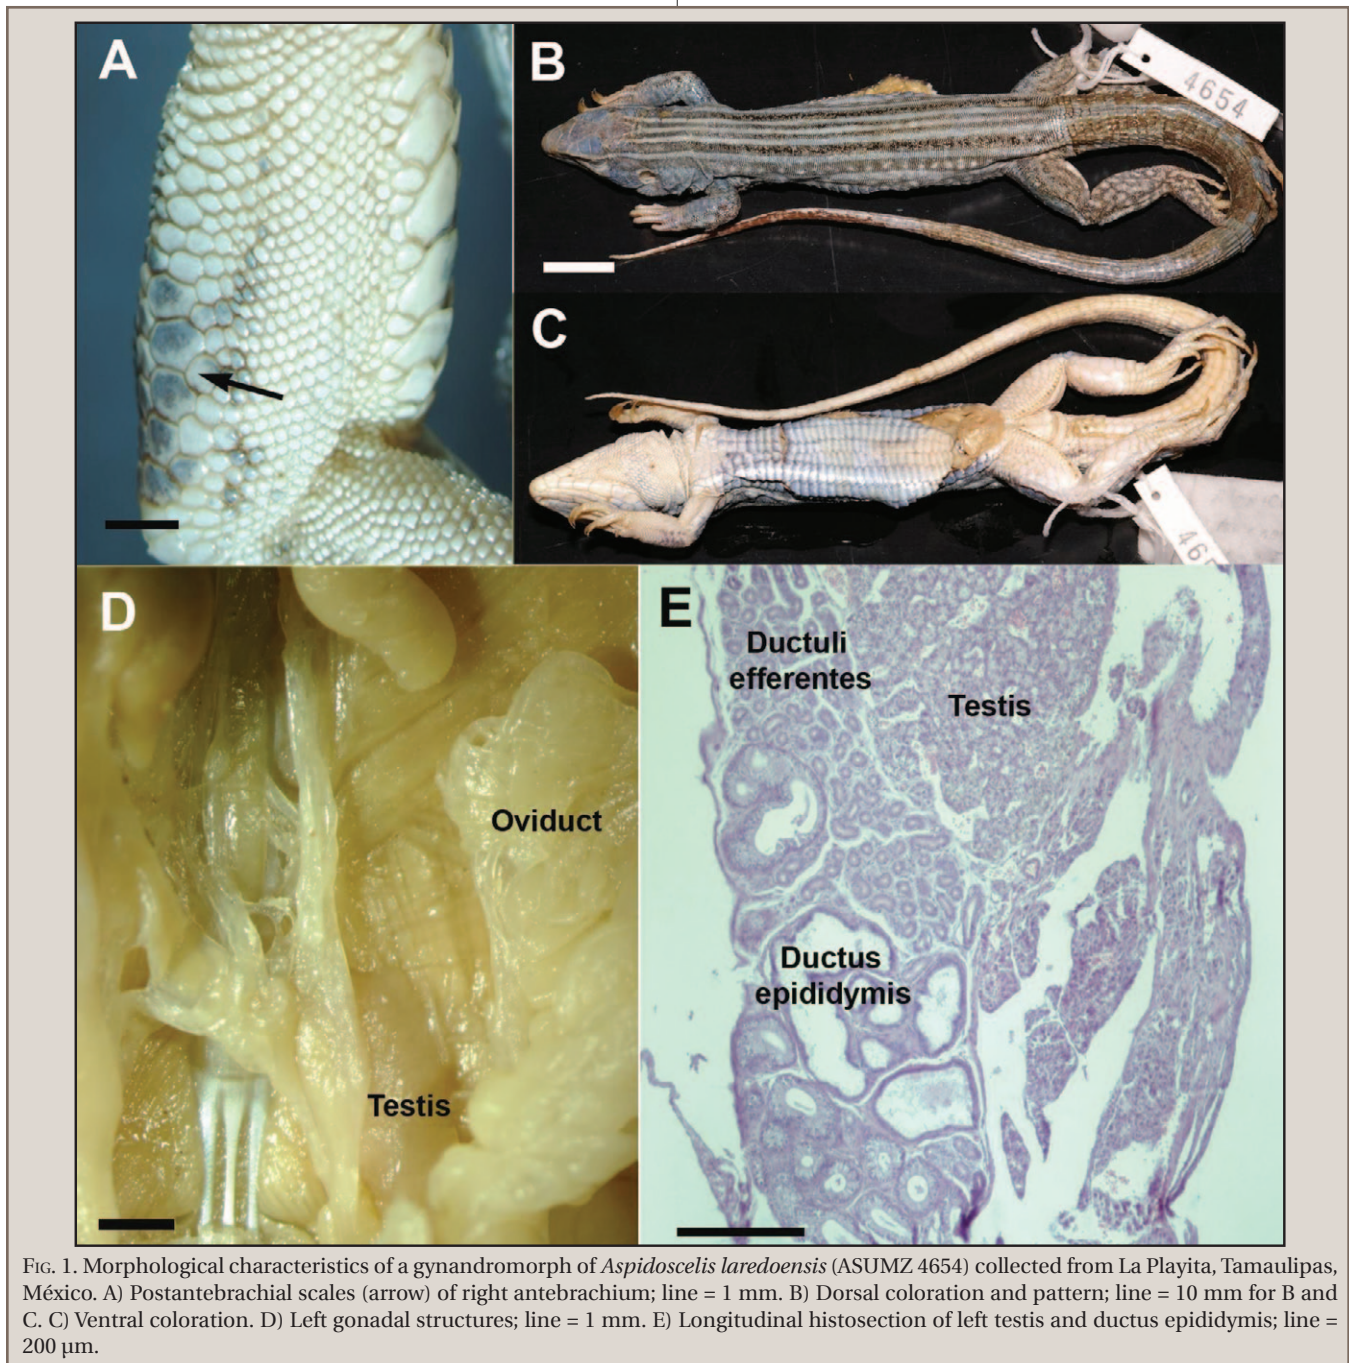 A
B
4654
C
465
D
Oviduct
Testis
E
Ductuli
efferentes
Testis
Ductus
epididymis
FIG. 1. Morphological characteristics of a gynandromorph of Aspidoscelis laredoensis (ASUMZ 4654) collected from La Playita, Tamaulipas,
México. A) Postantebrachial scales (arrow) of right antebrachium; line = 1 mm. B) Dorsal coloration and pattern; line = 10 mm for B and
C. C) Ventral coloration. D) Left gonadal structures; line = 1 mm. E) Longitudinal histosection of left testis and ductus epididymis; line =
200 µm.